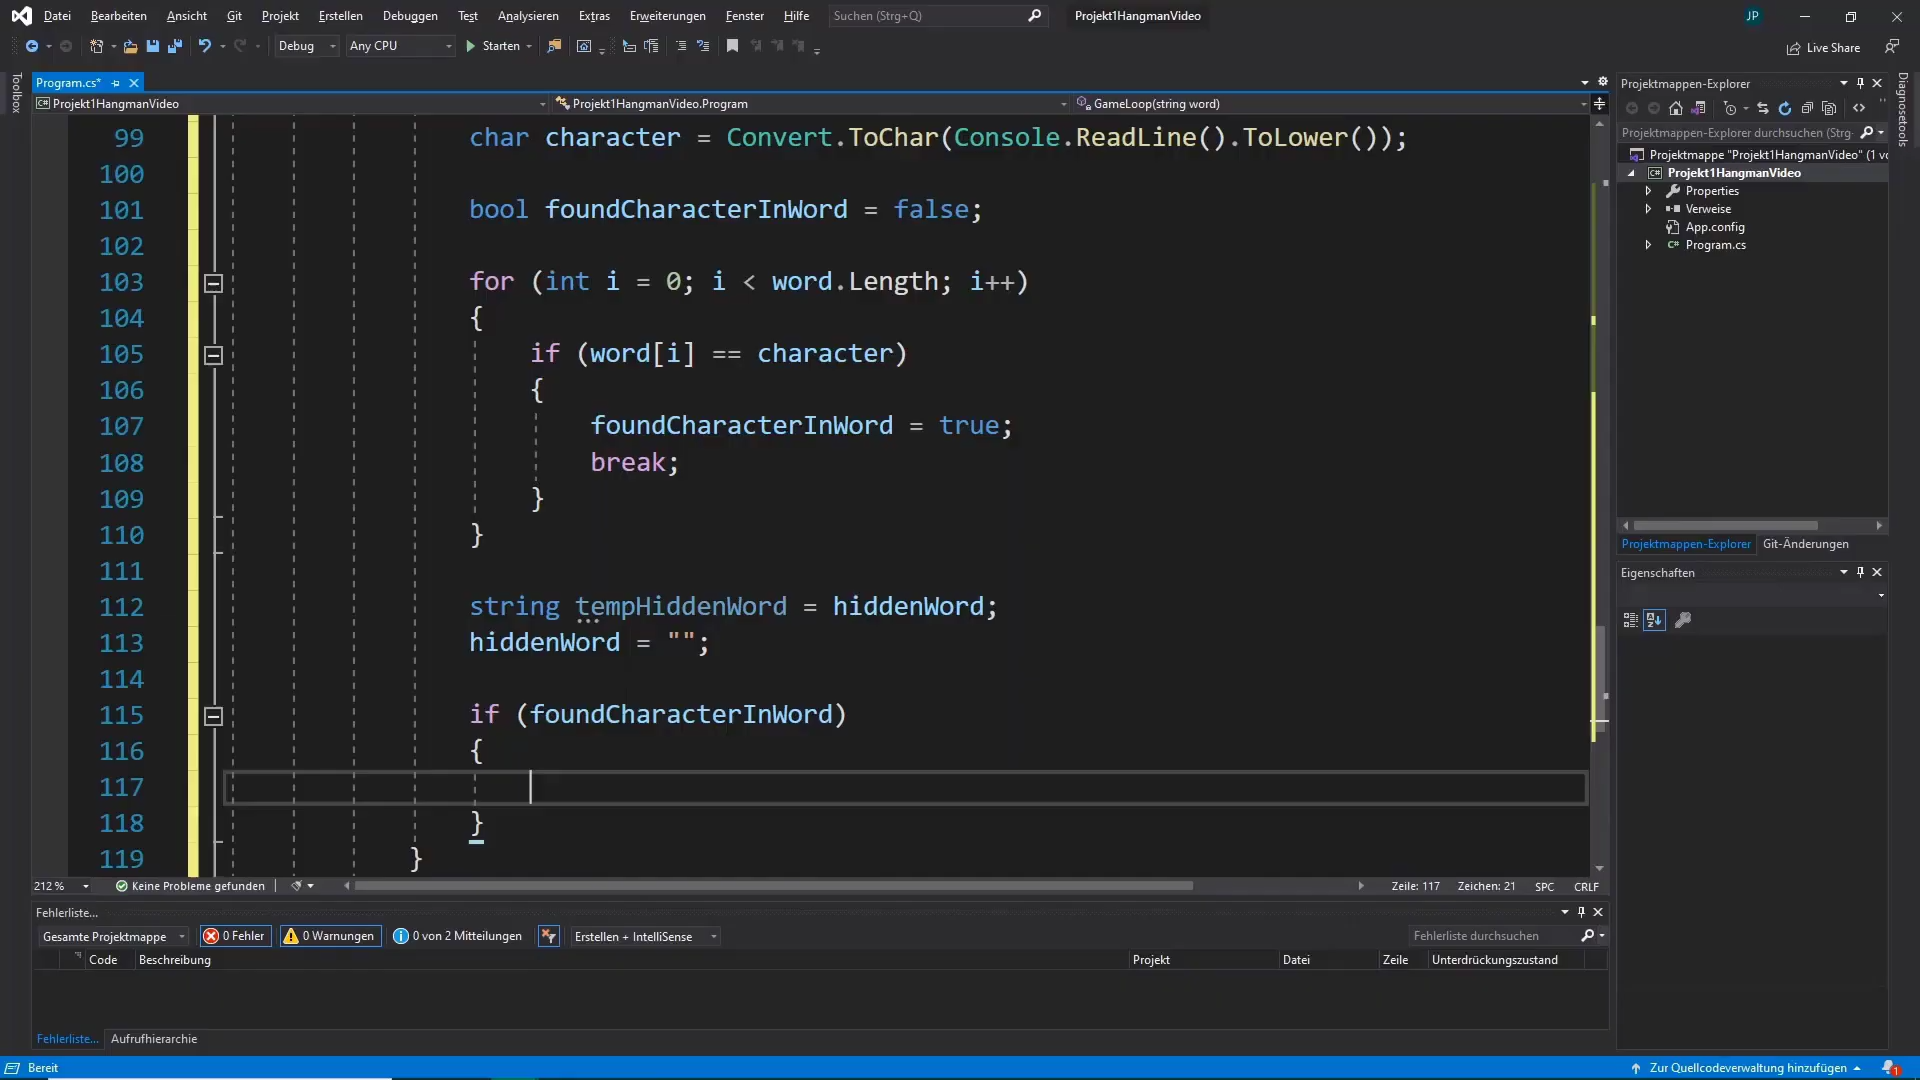 Datei Bearbeiten Ansicht Git Projekt Erstellen Debuggen Test Analysieren Extras Erweiterungen Fenster Hilfe Suchen (Strg+Q) Projekt1HangmanVideo JP
Debug Any CPU Starten Live Share
Toolbox
Program.cs*
Projekt1HangmanVideo Projekt1HangmanVideo.Program GameLoop(string word)
99 char character = Convert.ToChar(Console.ReadLine().ToLower());
100
101 bool foundCharacterInWord = false;
102
103 for (int i = 0; i < word.Length; i++)
104 {
105 if (word[i] == character)
106 {
107 foundCharacterInWord = true;
108 break;
109 }
110 }
111
112 string tempHiddenWord = hiddenWord;
113 hiddenWord = "";
114
115 if (foundCharacterInWord)
116 {
117
118 }
119 }
212 % Keine Probleme gefunden Zeile: 117 Zeichen: 21 SPC CRLF
Fehlerliste...
Gesamte Projektmappe 0 Fehler 0 Warnungen 0 von 2 Mitteilungen Erstellen + IntelliSense Fehlerliste durchsuchen
Code Beschreibung Projekt Datei Zeile Unterdrückungszustand
Fehlerliste... Aufrufhierarchie
Projektmappen-Explorer
Projektmappen-Explorer durchsuchen (Strg
Projektmappe "Projekt1HangmanVideo" (1 vo
Projekt1HangmanVideo
Properties
Verweise
App.config
Program.cs
Projektmappen-Explorer Git-Änderungen
Eigenschaften
Diagnosetools
Bereit Zur Quellcodeverwaltung hinzufügen 1